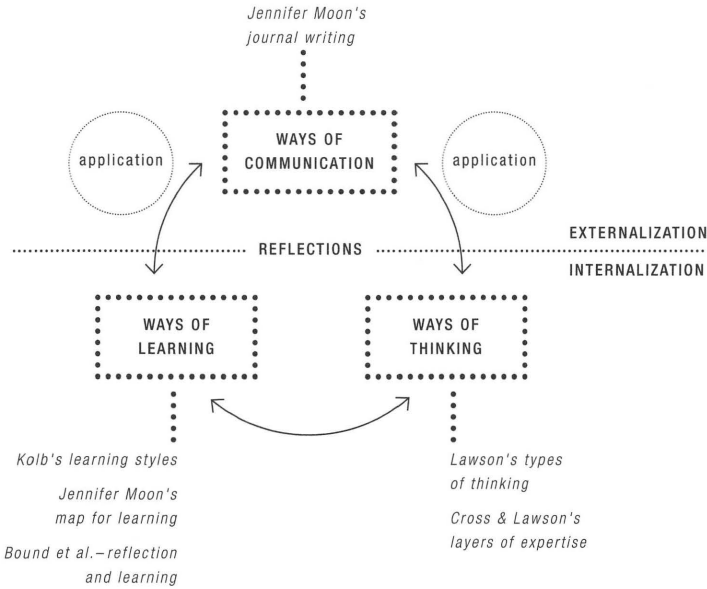 Jennifer Moon's
journal writing
WAYS OF
COMMUNICATION
application
application
REFLECTIONS
EXTERNALIZATION
INTERNALIZATION
WAYS OF
LEARNING
WAYS OF
THINKING
Kolb's learning styles
Jennifer Moon's
map for learning
Bound et al.–reflection
and learning
Lawson's types
of thinking
Cross & Lawson's
layers of expertise